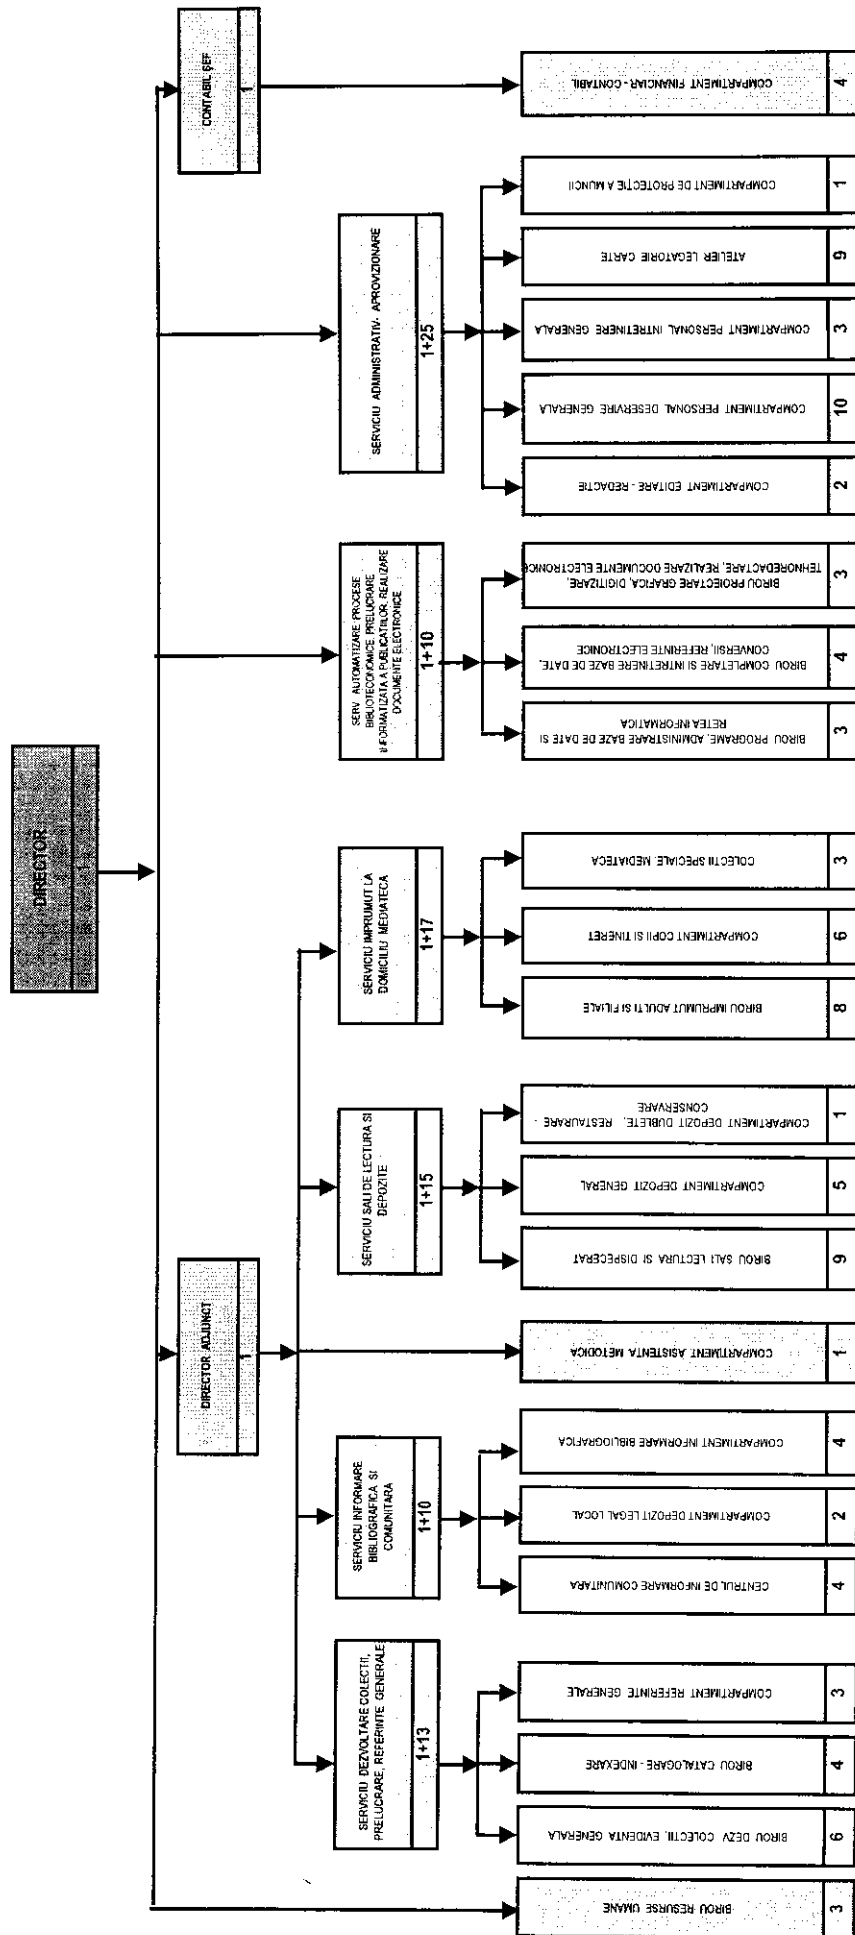 DIRECTOR
1
DIRECTOR ADJUNCT
1
CONTABIL ŞEF
1
SERVICIU DEZVOLTARE COLECTII,
PRELUCRARE, REFERINTE GENERALE
1+13
SERVICIU INFORMARE
BIBLIOGRAFICA SI
COMUNITARA
1+10
SERVICIU SALI DE LECTURA SI
DEPOZITE
1+15
SERVICIU IMPRUMUT LA
DOMICILIU MEDIATECA
1+17
SERV. AUTOMATIZARE PROCESE
BIBLIOTECONOMICE, PRELUCRARE
INFORMATIZATA A PUBLICATIILOR, REALIZARE
DOCUMENTE ELECTRONICE
1+10
SERVICIU ADMINISTRATIV- APROVIZIONARE
1+25
BIROU RESURSE UMANE
3
BIROU DEZV. COLECTII, EVIDENTA GENERALA
6
BIROU CATALOGARE - INDEXARE
4
COMPARTIMENT REFERINTE GENERALE
3
CENTRUL DE INFORMARE COMUNITARA
4
COMPARTIMENT DEPOZIT LEGAL LOCAL
2
COMPARTIMENT INFORMARE BIBLIOGRAFICA
4
COMPARTIMENT ASISTENTA METODICA
1
BIROU SALI LECTURA SI DISPECERAT
9
COMPARTIMENT DEPOZIT GENERAL
5
COMPARTIMENT DEPOZIT DUBLETE, RESTAURARE -
CONSERVARE
1
BIROU IMPRUMUT ADULTI SI FILIALE
8
COMPARTIMENT COPII SI TINERET
6
COLECTII SPECIALE. MEDIATECA
3
BIROU PROGRAME, ADMINISTRARE BAZE DE DATE SI
RETEA INFORMATICA
3
BIROU COMPLETARE SI INTRETINERE BAZE DE DATE,
CONVERSII, REFERINTE ELECTRONICE
4
BIROU PROIECTARE GRAFICA, DIGITIZARE,
TEHNOREDACTARE, REALIZARE DOCUMENTE ELECTRONICE
3
COMPARTIMENT EDITARE - REDACTIE
2
COMPARTIMENT PERSONAL DESERVIRE GENERALA
10
COMPARTIMENT PERSONAL INTRETINERE GENERALA
3
ATELIER LEGATORIE CARTE
9
COMPARTIMENT DE PROTECŢIE A MUNCII
1
COMPARTIMENT FINANCIAR - CONTABIL
4